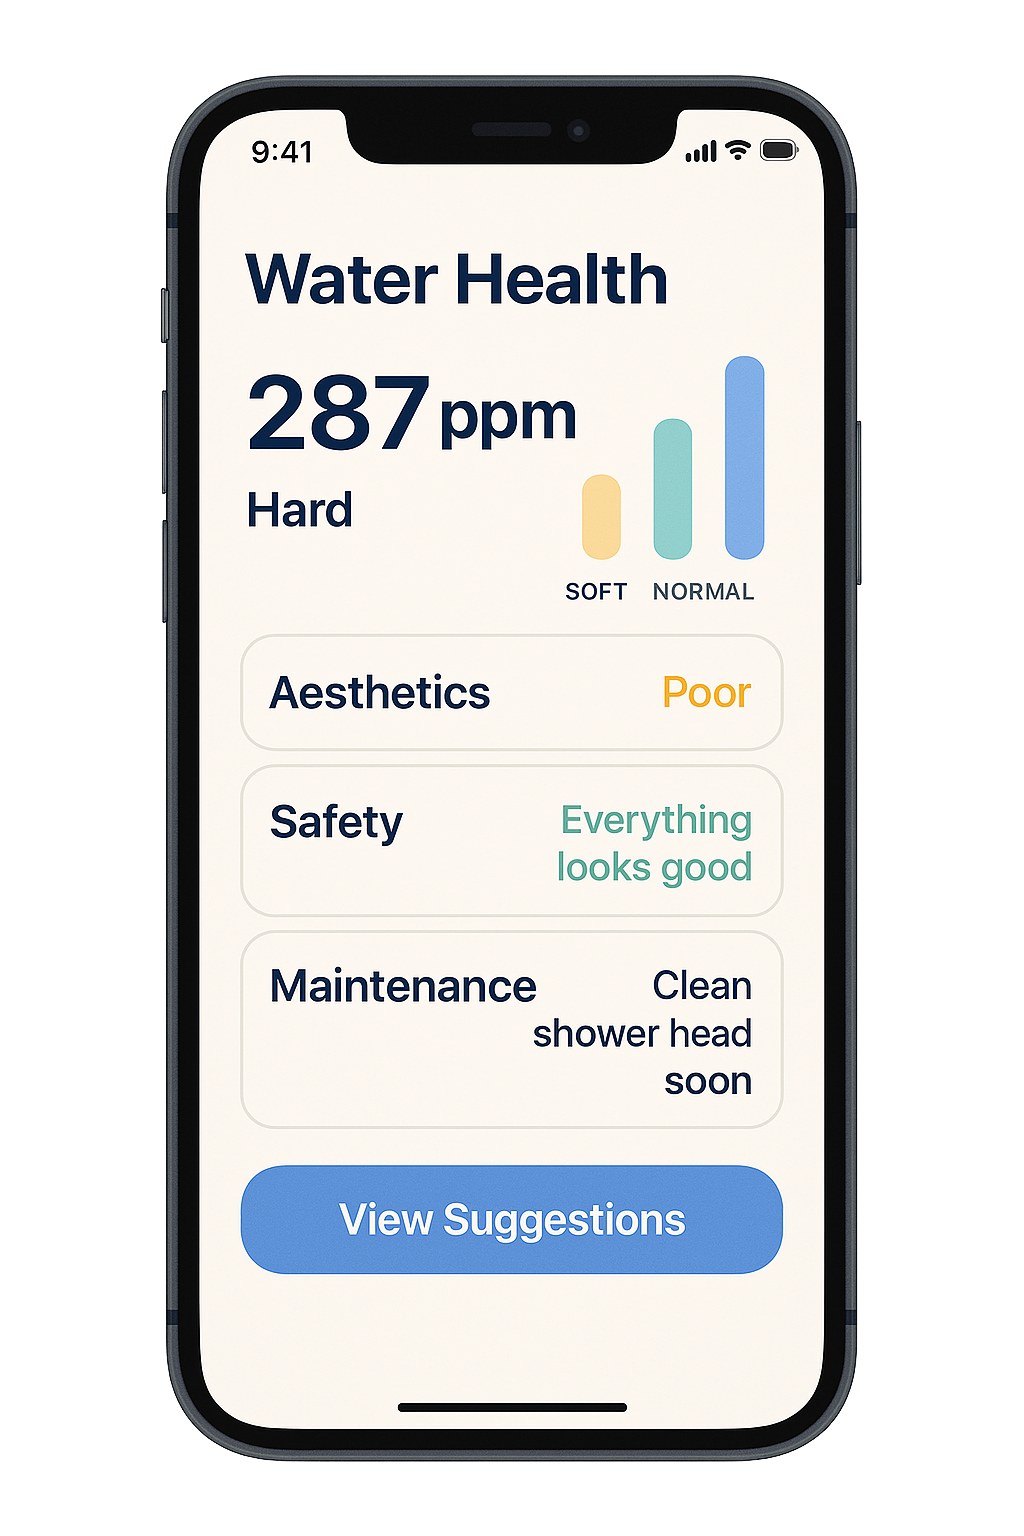 9:41
Water Health
287 ppm
Hard
SOFT NORMAL
Aesthetics Poor
Safety Everything
looks good
Maintenance Clean
shower head
soon
View Suggestions